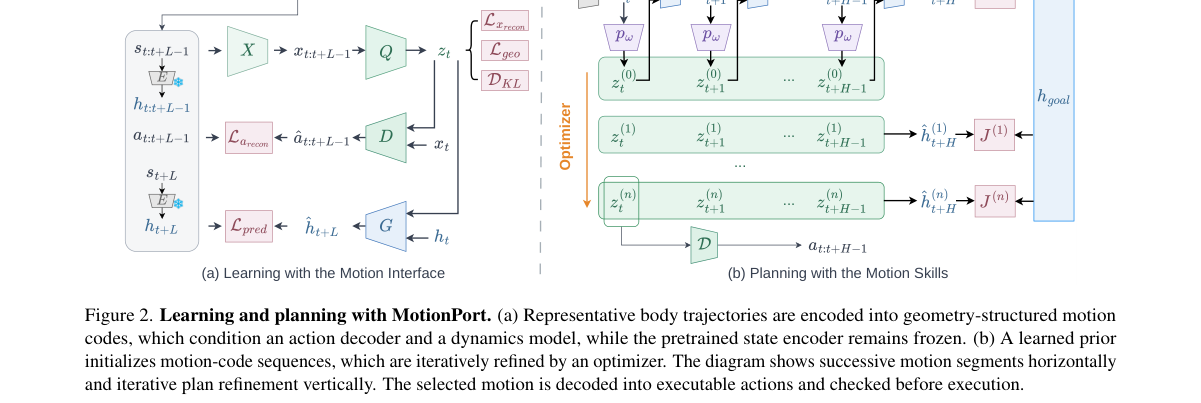 s_{t:t+L−1} X x_{t:t+L−1} Q z_t
ℒ_{x_{recon}}
ℒ_{geo}
𝒟_{KL}
E
h_{t:t+L−1}
a_{t:t+L−1} ℒ_{a_{recon}} â_{t:t+L−1} D x_t
s_{t+L}
E
h_{t+L} ℒ_{pred} ĥ_{t+L} G h_t
(a) Learning with the Motion Interface
p_ω p_ω p_ω
z_t^{(0)} z_{t+1}^{(0)} ... z_{t+H−1}^{(0)}
h_{goal}
Optimizer
z_t^{(1)} z_{t+1}^{(1)} ... z_{t+H−1}^{(1)} ĥ_{t+H}^{(1)} J^{(1)}
...
z_t^{(n)} z_{t+1}^{(n)} ... z_{t+H−1}^{(n)} ĥ_{t+H}^{(n)} J^{(n)}
𝒟 a_{t:t+H−1}
(b) Planning with the Motion Skills
Figure 2. Learning and planning with MotionPort. (a) Representative body trajectories are encoded into geometry-structured motion
codes, which condition an action decoder and a dynamics model, while the pretrained state encoder remains frozen. (b) A learned prior
initializes motion-code sequences, which are iteratively refined by an optimizer. The diagram shows successive motion segments horizontally
and iterative plan refinement vertically. The selected motion is decoded into executable actions and checked before execution.